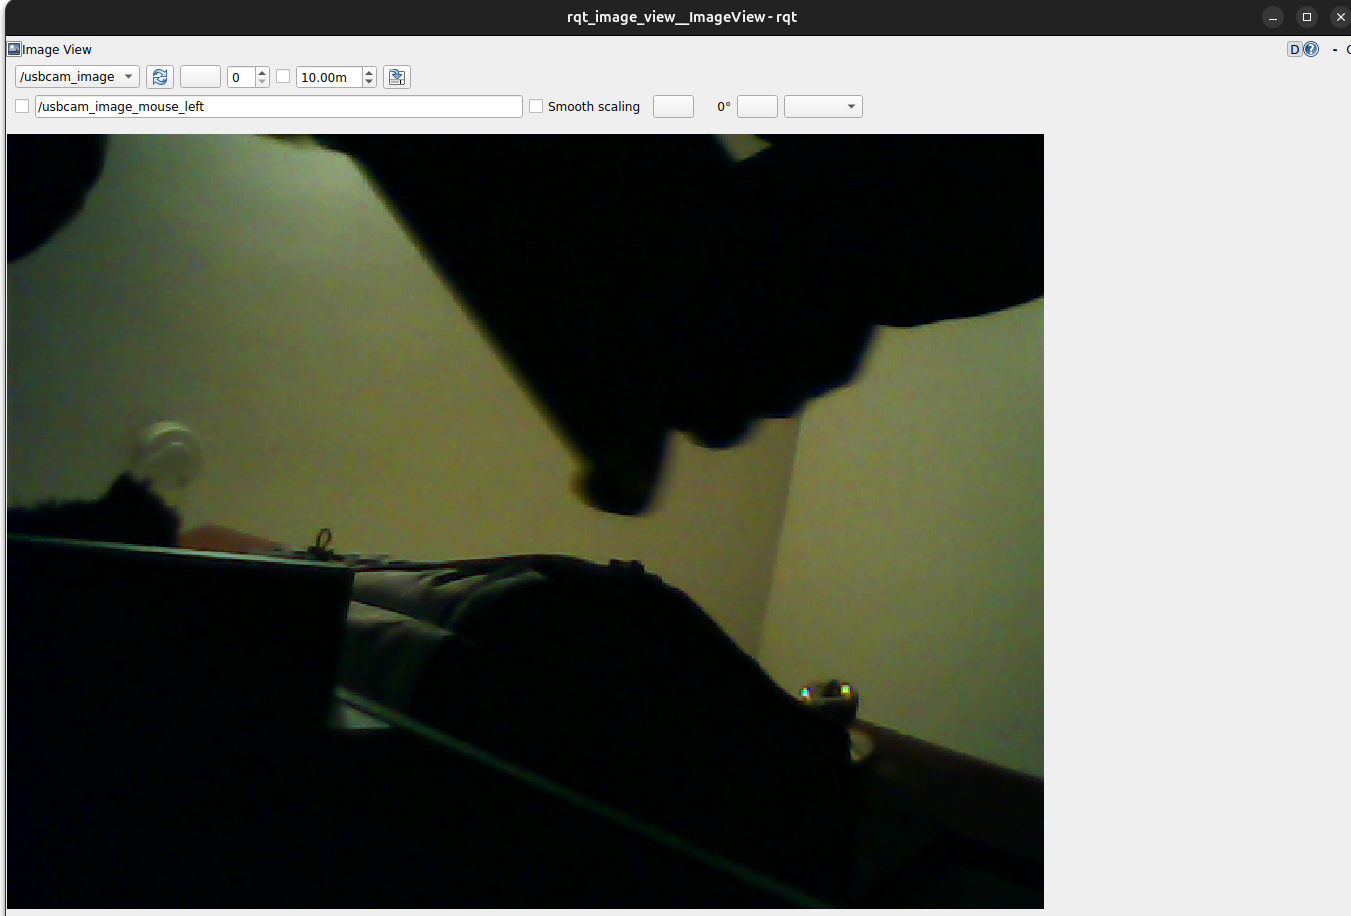 rqt_image_view__ImageView - rqt
Image View
D
-
/usbcam_image
0
10.00m
/usbcam_image_mouse_left
Smooth scaling
0°